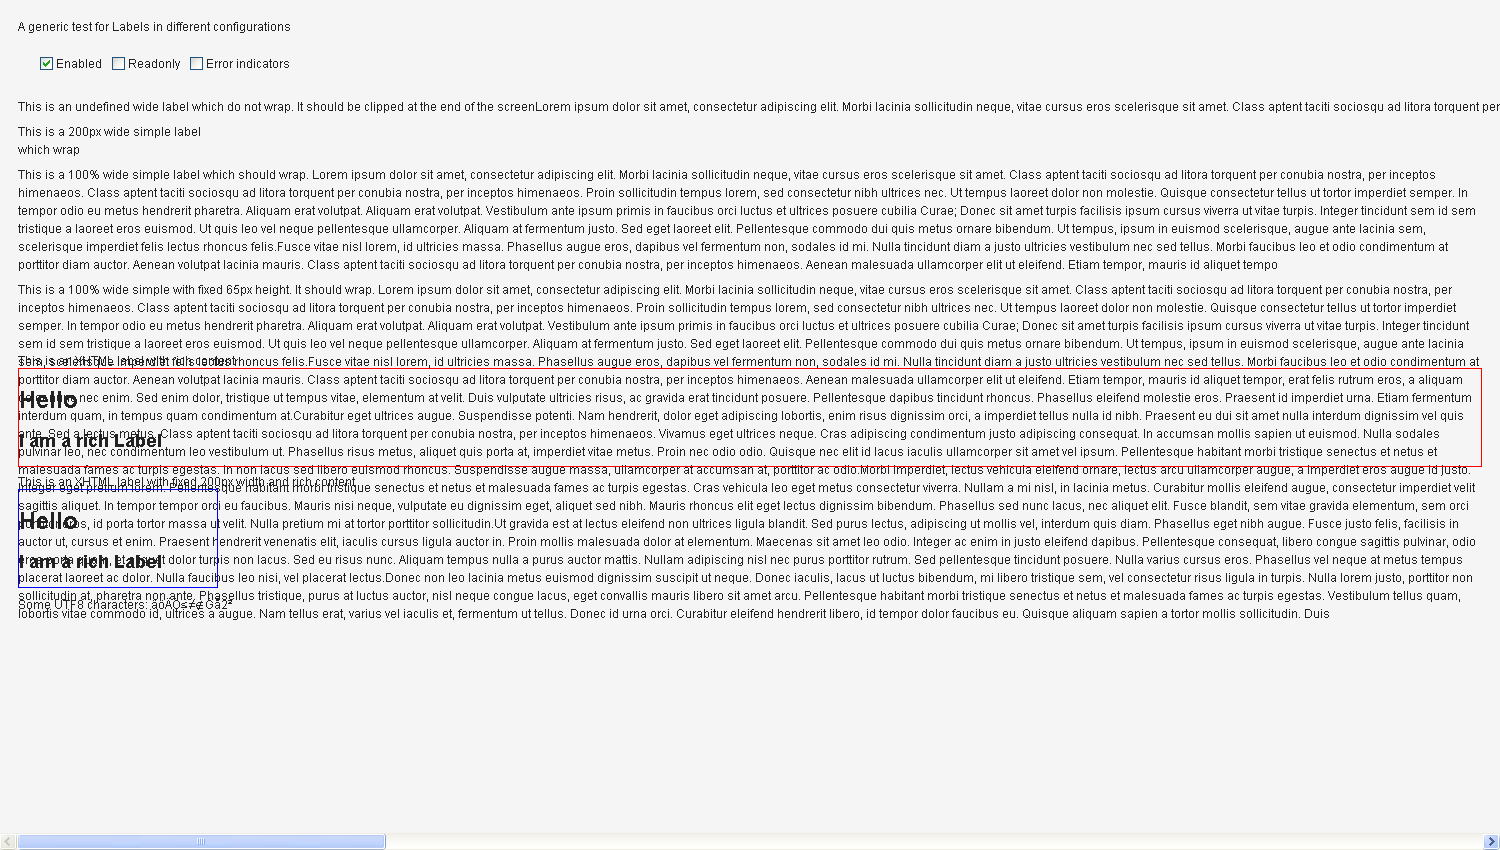 A generic test for Labels in different configurations
Enabled Readonly Error indicators
This is an undefined wide label which do not wrap. It should be clipped at the end of the screenLorem ipsum dolor sit amet, consectetur adipiscing elit. Morbi lacinia sollicitudin neque, vitae cursus eros scelerisque sit amet. Class aptent taciti sociosqu ad litora torquent per
This is a 200px wide simple label
which wrap
This is a 100% wide simple label which should wrap. Lorem ipsum dolor sit amet, consectetur adipiscing elit. Morbi lacinia sollicitudin neque, vitae cursus eros scelerisque sit amet. Class aptent taciti sociosqu ad litora torquent per conubia nostra, per inceptos
himenaeos. Class aptent taciti sociosqu ad litora torquent per conubia nostra, per inceptos himenaeos. Proin sollicitudin tempus lorem, sed consectetur nibh ultrices nec. Ut tempus laoreet dolor non molestie. Quisque consectetur tellus ut tortor imperdiet semper. In
tempor odio eu metus hendrerit pharetra. Aliquam erat volutpat. Aliquam erat volutpat. Vestibulum ante ipsum primis in faucibus orci luctus et ultrices posuere cubilia Curae; Donec sit amet turpis facilisis ipsum cursus viverra ut vitae turpis. Integer tincidunt sem id sem
tristique a laoreet eros euismod. Ut quis leo vel neque pellentesque ullamcorper. Aliquam at fermentum justo. Sed eget laoreet elit. Pellentesque commodo dui quis metus ornare bibendum. Ut tempus, ipsum in euismod scelerisque, augue ante lacinia sem,
scelerisque imperdiet felis lectus rhoncus felis.Fusce vitae nisl lorem, id ultricies massa. Phasellus augue eros, dapibus vel fermentum non, sodales id mi. Nulla tincidunt diam a justo ultricies vestibulum nec sed tellus. Morbi faucibus leo et odio condimentum at
porttitor diam auctor. Aenean volutpat lacinia mauris. Class aptent taciti sociosqu ad litora torquent per conubia nostra, per inceptos himenaeos. Aenean malesuada ullamcorper elit ut eleifend. Etiam tempor, mauris id aliquet tempo
This is a 100% wide simple with fixed 65px height. It should wrap. Lorem ipsum dolor sit amet, consectetur adipiscing elit. Morbi lacinia sollicitudin neque, vitae cursus eros scelerisque sit amet. Class aptent taciti sociosqu ad litora torquent per conubia nostra, per
inceptos himenaeos. Class aptent taciti sociosqu ad litora torquent per conubia nostra, per inceptos himenaeos. Proin sollicitudin tempus lorem, sed consectetur nibh ultrices nec. Ut tempus laoreet dolor non molestie. Quisque consectetur tellus ut tortor imperdiet
semper. In tempor odio eu metus hendrerit pharetra. Aliquam erat volutpat. Aliquam erat volutpat. Vestibulum ante ipsum primis in faucibus orci luctus et ultrices posuere cubilia Curae; Donec sit amet turpis facilisis ipsum cursus viverra ut vitae turpis. Integer tincidunt
sem id sem tristique a laoreet eros euismod. Ut quis leo vel neque pellentesque ullamcorper. Aliquam at fermentum justo. Sed eget laoreet elit. Pellentesque commodo dui quis metus ornare bibendum. Ut tempus, ipsum in euismod scelerisque, augue ante lacinia
This is an XHTML label with rich content
rhoncus felis.Fusce vitae nisl lorem, id ultricies massa. Phasellus augue eros, dapibus vel fermentum non, sodales id mi. Nulla tincidunt diam a justo ultricies vestibulum nec sed tellus. Morbi faucibus leo et odio condimentum at
porttitor diam auctor. Aenean volutpat lacinia mauris. Class aptent taciti sociosqu ad litora torquent per conubia nostra, per inceptos himenaeos. Aenean malesuada ullamcorper elit ut eleifend. Etiam tempor, mauris id aliquet tempor, erat felis rutrum eros, a aliquam
Hello
nec enim. Sed enim dolor, tristique ut tempus vitae, elementum at velit. Duis vulputate ultricies risus, ac gravida erat tincidunt posuere. Pellentesque dapibus tincidunt rhoncus. Phasellus eleifend molestie eros. Praesent id imperdiet urna. Etiam fermentum
interdum quam, in tempus quam condimentum at.Curabitur eget ultrices augue. Suspendisse potenti. Nam hendrerit, dolor eget adipiscing lobortis, enim risus dignissim orci, a imperdiet tellus nulla id nibh. Praesent eu dui sit amet nulla interdum dignissim vel quis
ante. Sed a lectus metus. Class aptent taciti sociosqu ad litora torquent per conubia nostra, per inceptos himenaeos. Vivamus eget ultrices neque. Cras adipiscing condimentum justo adipiscing consequat. In accumsan mollis sapien ut euismod. Nulla sodales
I am a rich Label
pulvinar leo, nec condimentum leo vestibulum ut. Phasellus risus metus, aliquet quis porta at, imperdiet vitae metus. Proin nec odio odio. Quisque nec elit id lacus iaculis ullamcorper sit amet vel ipsum. Pellentesque habitant morbi tristique senectus et netus et
malesuada fames ac turpis egestas. In non lacus sed libero euismod rhoncus. Suspendisse augue massa, ullamcorper at accumsan at, porttitor ac odio.Morbi imperdiet, lectus vehicula eleifend ornare, lectus arcu ullamcorper augue, a imperdiet eros augue id justo.
This is an XHTML label with fixed 200px width and rich content
Integer eget pretium lorem. Pellentesque habitant morbi tristique senectus et netus et malesuada fames ac turpis egestas. Cras vehicula leo eget metus consectetur viverra. Nullam a mi nisl, in lacinia metus. Curabitur mollis eleifend augue, consectetur imperdiet velit
sagittis aliquet. In tempor tempor orci eu faucibus. Mauris nisi neque, vulputate eu dignissim eget, aliquet sed nibh. Mauris rhoncus elit eget lectus dignissim bibendum. Phasellus sed nunc lacus, nec aliquet elit. Fusce blandit, sem vitae gravida elementum, sem orci
Hello
id porta tortor massa ut velit. Nulla pretium mi at tortor porttitor sollicitudin.Ut gravida est at lectus eleifend non ultrices ligula blandit. Sed purus lectus, adipiscing ut mollis vel, interdum quis diam. Phasellus eget nibh augue. Fusce justo felis, facilisis in
auctor ut, cursus et enim. Praesent hendrerit venenatis elit, iaculis cursus ligula auctor in. Proin mollis malesuada dolor at elementum. Maecenas sit amet leo odio. Integer ac enim in justo eleifend dapibus. Pellentesque consequat, libero congue sagittis pulvinar, odio
I am a rich Label
dolor turpis non lacus. Sed eu risus nunc. Aliquam tempus nulla a purus auctor mattis. Nullam adipiscing nisl nec purus porttitor rutrum. Sed pellentesque tincidunt posuere. Nulla varius cursus eros. Phasellus vel neque at metus tempus
placerat laoreet ac dolor. Nulla faucibus leo nisi, vel placerat lectus.Donec non leo lacinia metus euismod dignissim suscipit ut neque. Donec iaculis, lacus ut luctus bibendum, mi libero tristique sem, vel consectetur risus ligula in turpis. Nulla lorem justo, porttitor non
sollicitudin at, pharetra non ante. Phasellus tristique, purus at luctus auctor, nisl neque congue lacus, eget convallis mauris libero sit amet arcu. Pellentesque habitant morbi tristique senectus et netus et malesuada fames ac turpis egestas. Vestibulum tellus quam,
Some UTF8 characters:
lobortis vitae commodo id, ultrices a augue. Nam tellus erat, varius vel iaculis et, fermentum ut tellus. Donec id urna orci. Curabitur eleifend hendrerit libero, id tempor dolor faucibus eu. Quisque aliquam sapien a tortor mollis sollicitudin. Duis